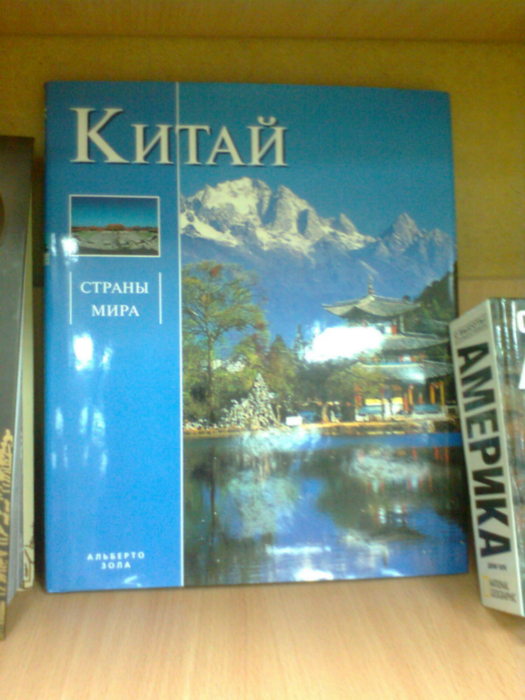 Китай
СТРАНЫ
МИРА
АЛЬБЕРТО
ЗОЛА
АМЕРИКА
NATIONAL
GEOGRAPHIC